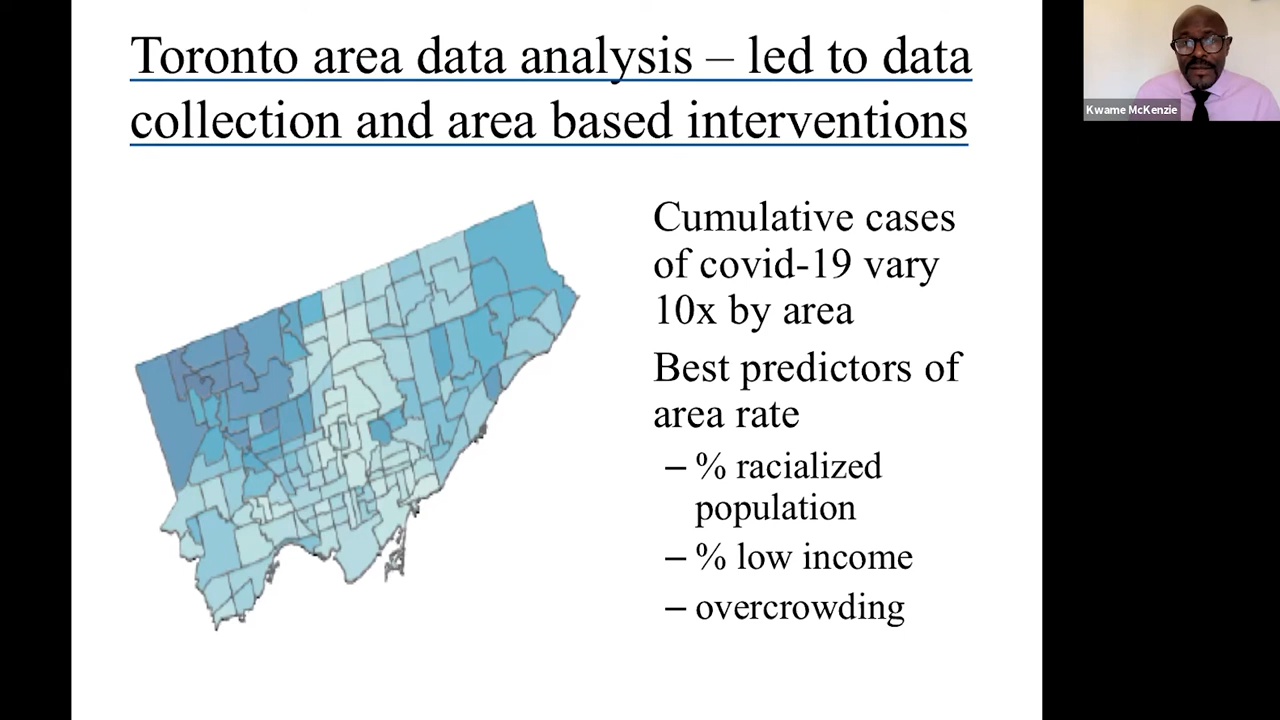 Toronto area data analysis – led to data
collection and area based interventions
Kwame McKenzie
Cumulative cases
of covid-19 vary
10x by area
Best predictors of
area rate
– % racialized
population
– % low income
– overcrowding